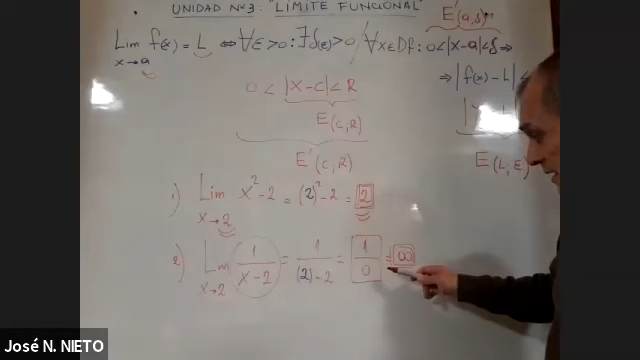 UNIDAD Nº3: "LÍMITE FUNCIONAL"
E'(a,δ)
Lim f(x) = L ⇔ ∀ε>0: ∃δ(ε)>0 / ∀x∈Df: 0<|x-a|<δ ⇒
x→a
⇒ |f(x)-L| <
0 < |x-c| < R
E(c,R)
E'(c,R)
E(L;ε)
1) Lim x²-2 = (2)²-2 = 2
x→2
2) Lim 1/(x-2) = 1/((2)-2) = 1/0 = ∞
x→2
José N. NIETO